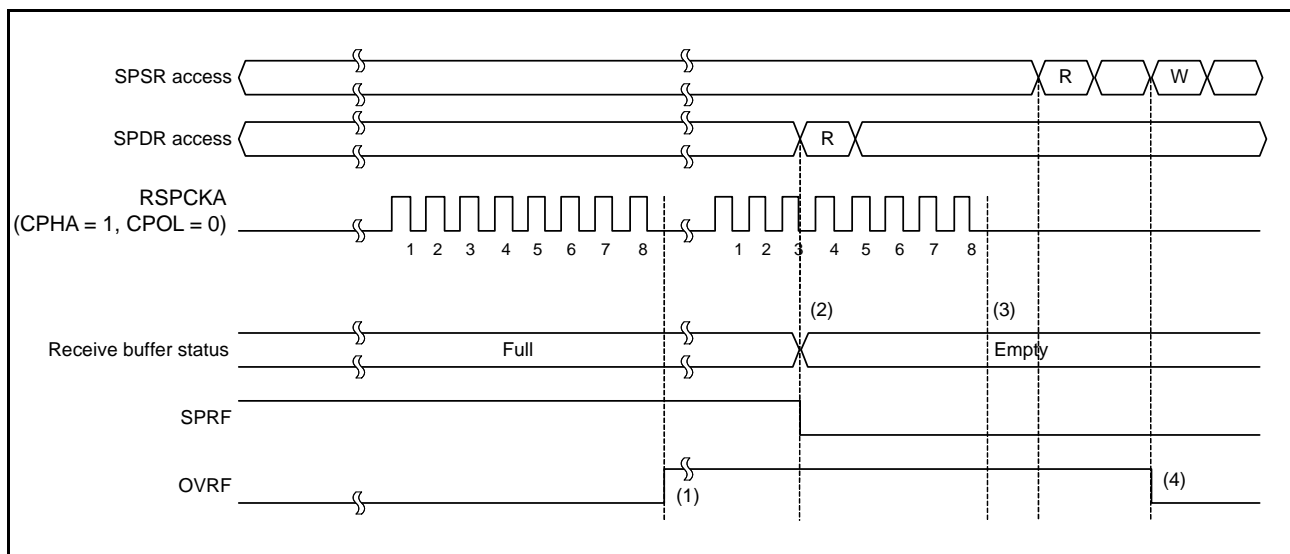 SPSR access
R
W
SPDR access
R
RSPCKA
(CPHA = 1, CPOL = 0)
1 2 3 4 5 6 7 8
1 2 3 4 5 6 7 8
(2)
(3)
Receive buffer status
Full
Empty
SPRF
OVRF
(1)
(4)